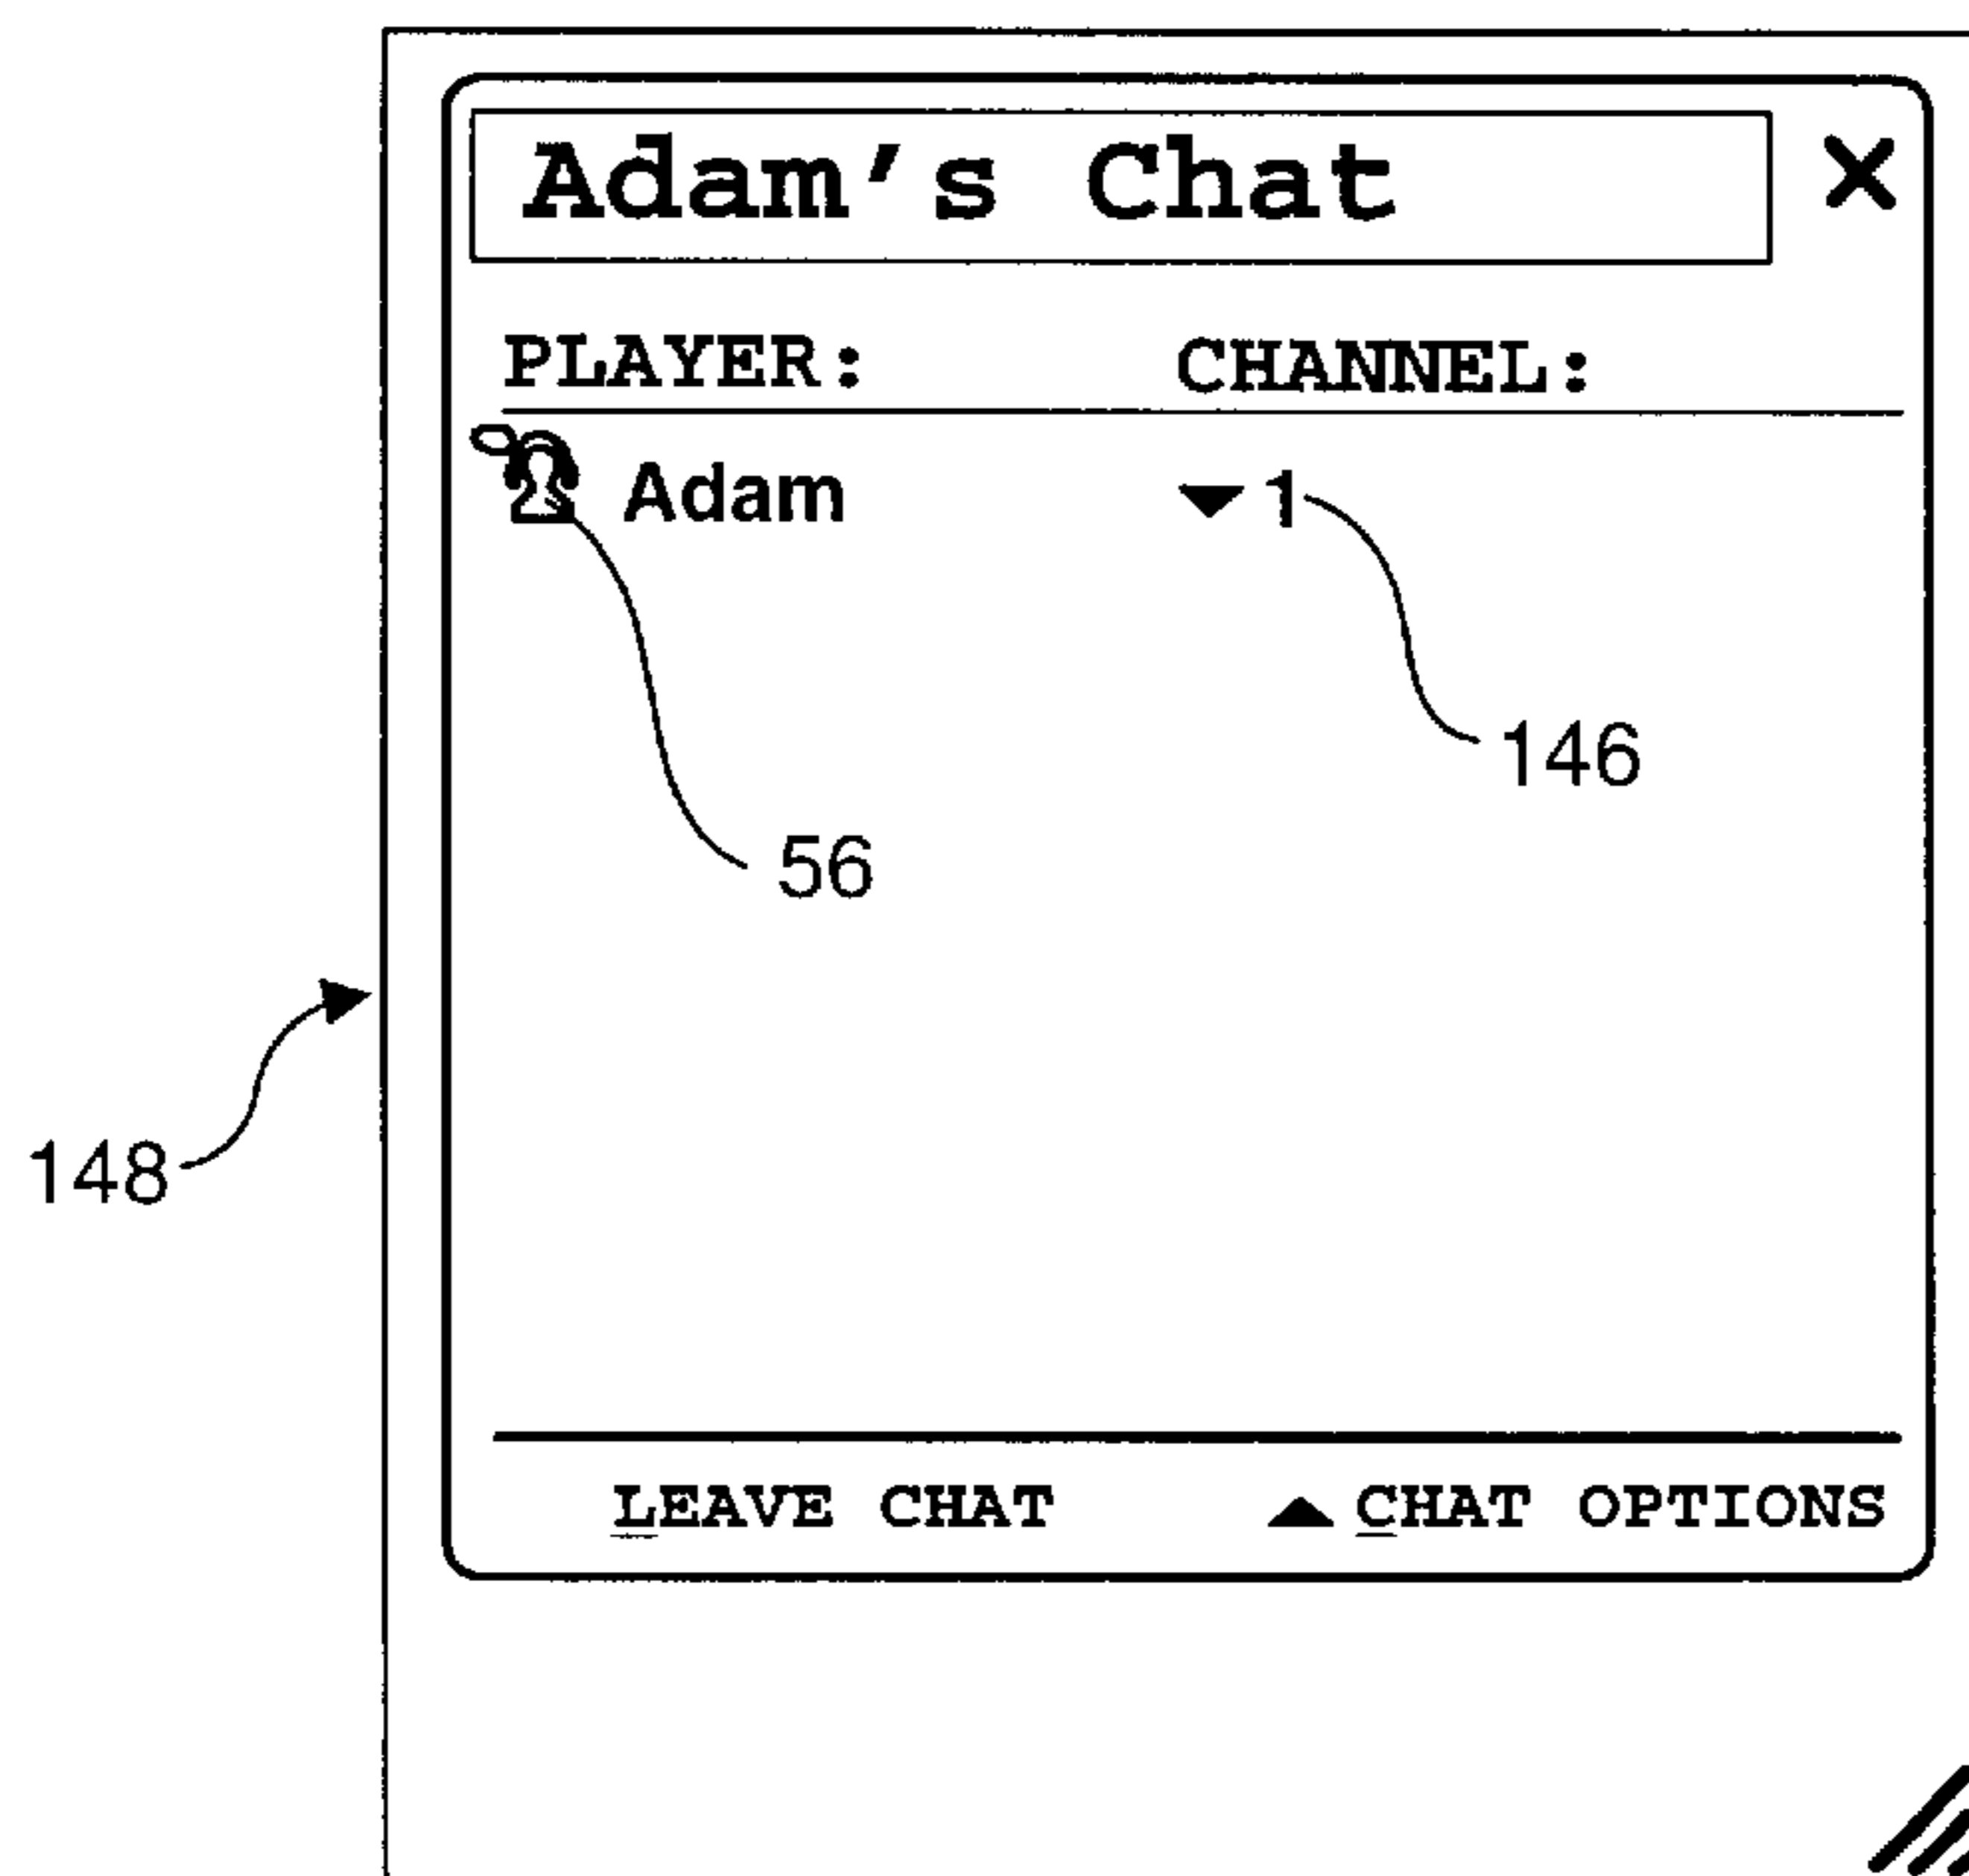 Adam's Chat X
PLAYER: CHANNEL:
Adam 1
146
56
148
LEAVE CHAT CHAT OPTIONS